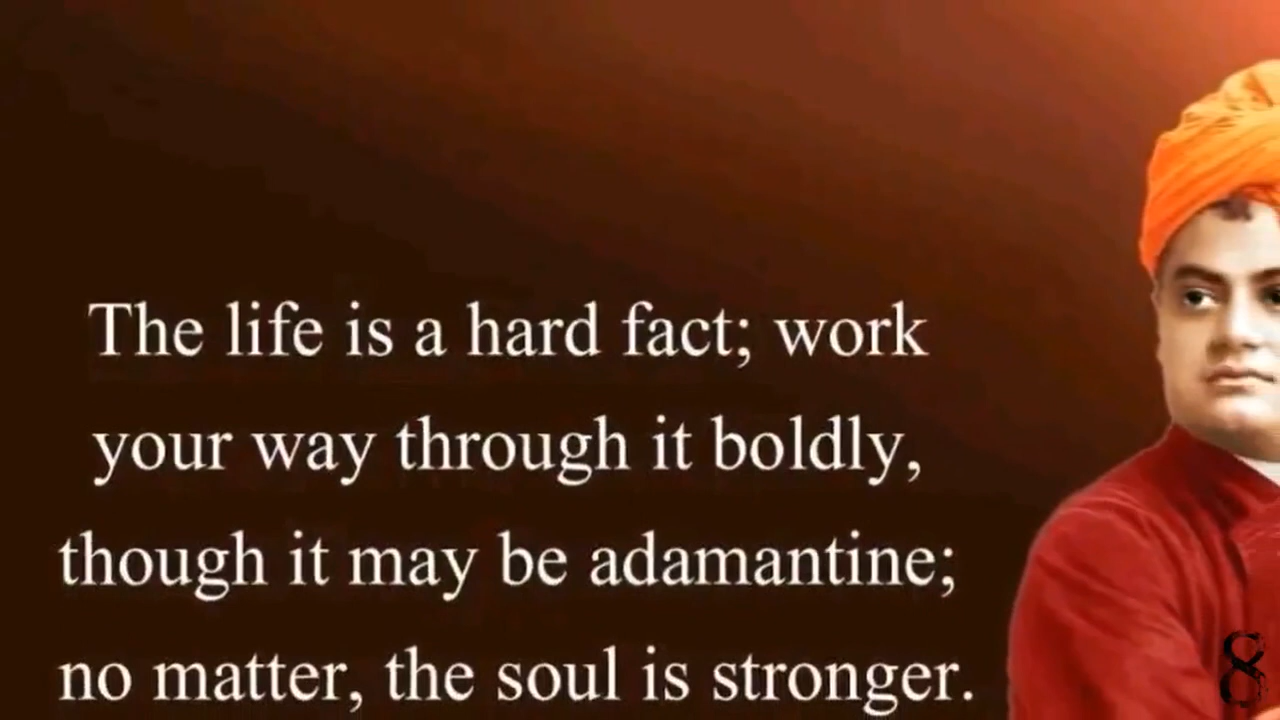 The life is a hard fact; work
your way through it boldly,
though it may be adamantine;
no matter, the soul is stronger.
8